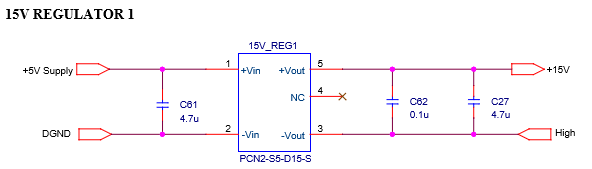 15V REGULATOR 1
15V_REG1
+5V Supply
1
+Vin
+Vout
5
+15V
NC
4
C61
4.7u
C62
0.1u
C27
4.7u
DGND
2
-Vin
-Vout
3
High
PCN2-S5-D15-S